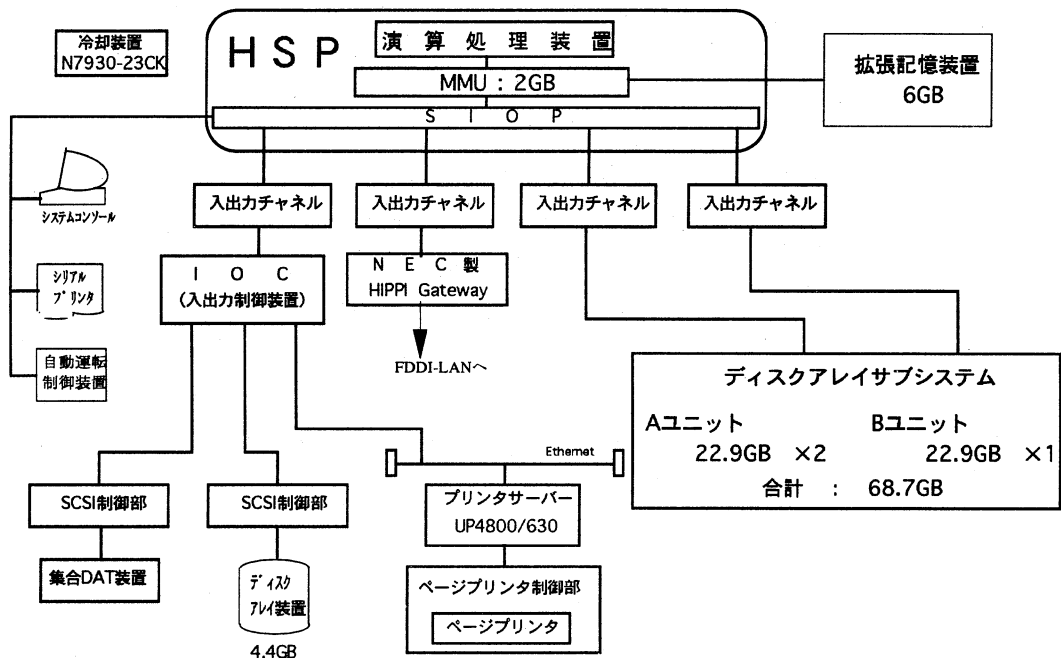 冷却装置
N7930-23CK
HSP
演算処理装置
MMU : 2GB
S I O P
拡張記憶装置
6GB
システムコンソール
シリアル
プリンタ
自動運転
制御装置
入出力チャネル
入出力チャネル
入出力チャネル
入出力チャネル
I O C
(入出力制御装置)
N E C 製
HIPPI Gateway
FDDI-LANへ
ディスクアレイサブシステム
Aユニット
22.9GB ×2
Bユニット
22.9GB ×1
合計 : 68.7GB
Ethernet
SCSI制御部
集合DAT装置
SCSI制御部
ディスク
アレイ装置
4.4GB
プリンタサーバー
UP4800/630
ページプリンタ制御部
ページプリンタ